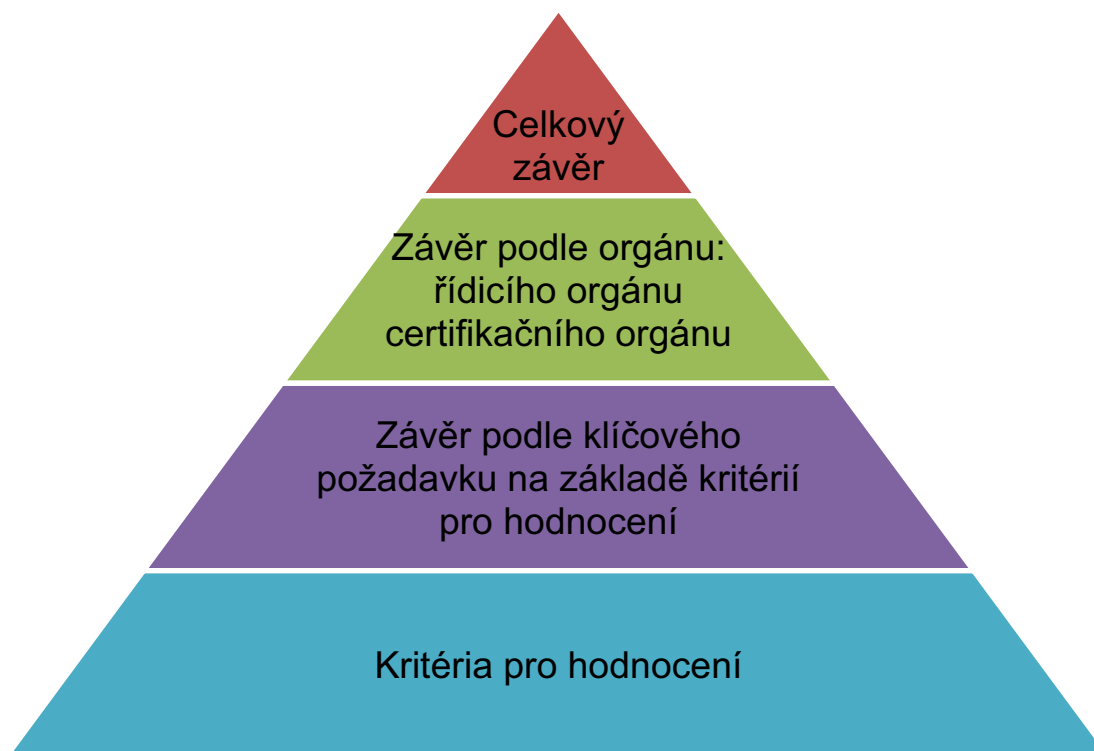 Celkový
závěr
Závěr podle orgánu:
řídicího orgánu
certifikačního orgánu
Závěr podle klíčového
požadavku na základě kritérií
pro hodnocení
Kritéria pro hodnocení